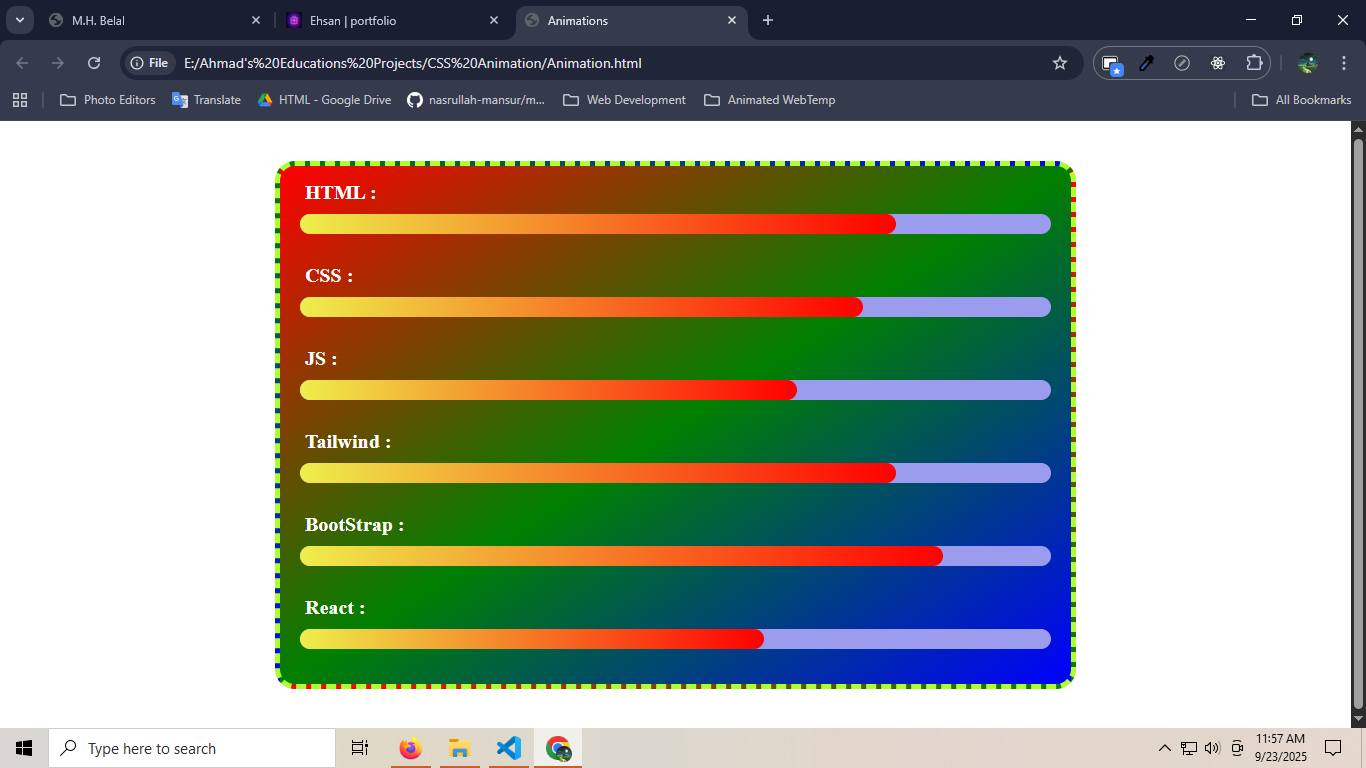 M.H. Belal
Ehsan | portfolio
Animations
File
E:/Ahmad's%20Educations%20Projects/CSS%20Animation/Animation.html
Photo Editors
Translate
HTML - Google Drive
nasrullah-mansur/m...
Web Development
Animated WebTemp
All Bookmarks
HTML :
CSS :
JS :
Tailwind :
BootStrap :
React :
Type here to search
11:57 AM
9/23/2025